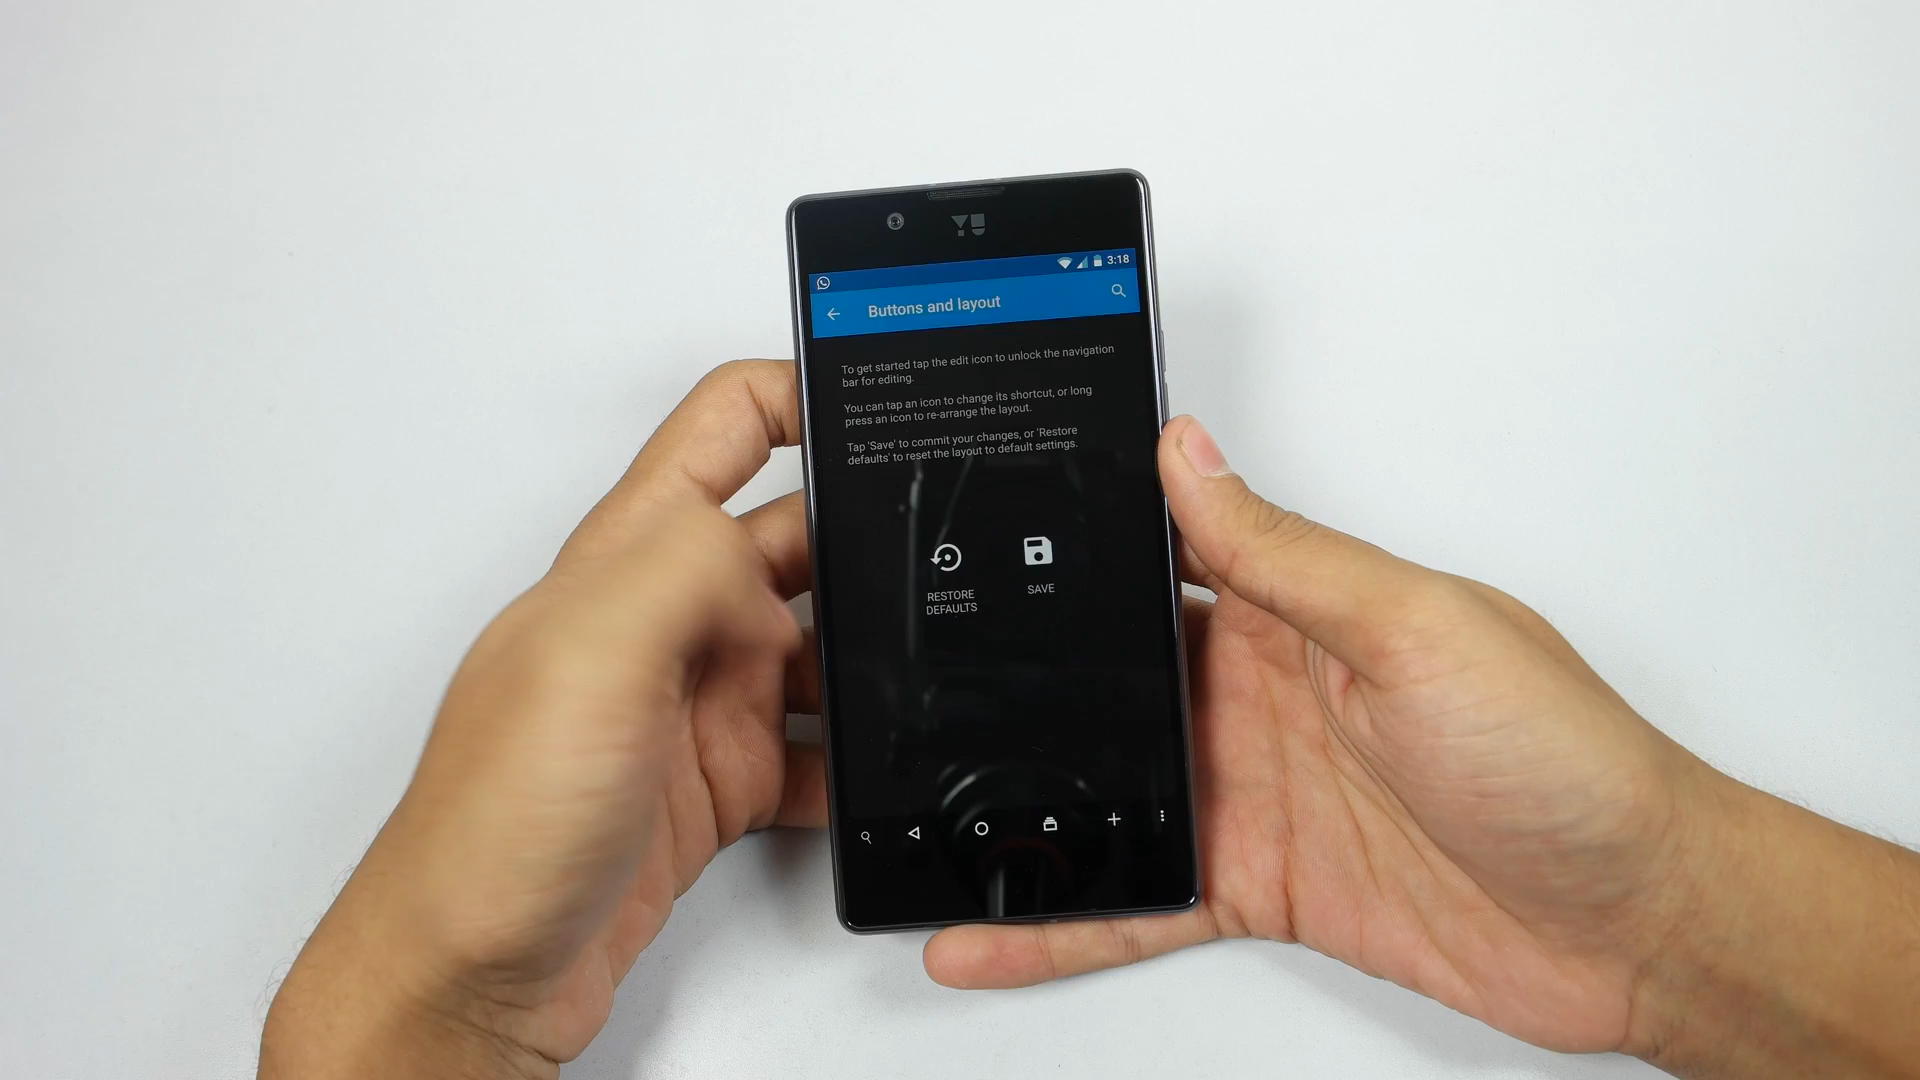 YU
3:18
Buttons and layout
To get started tap the edit icon to unlock the navigation
bar for editing.
You can tap an icon to change its shortcut, or long
press an icon to re-arrange the layout.
Tap 'Save' to commit your changes, or 'Restore
defaults' to reset the layout to default settings.
RESTORE
DEFAULTS
SAVE